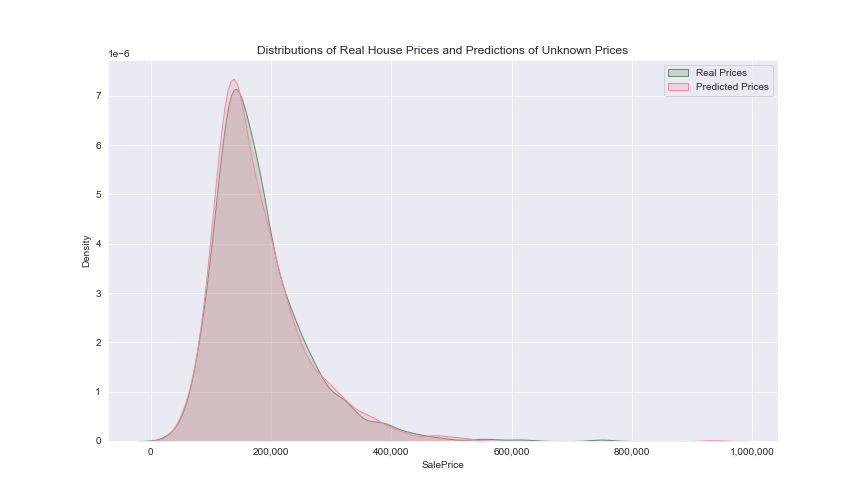 Distributions of Real House Prices and Predictions of Unknown Prices
1e−6
Real Prices
Predicted Prices
7
6
5
4
3
2
1
0
Density
0 200,000 400,000 600,000 800,000 1,000,000
SalePrice